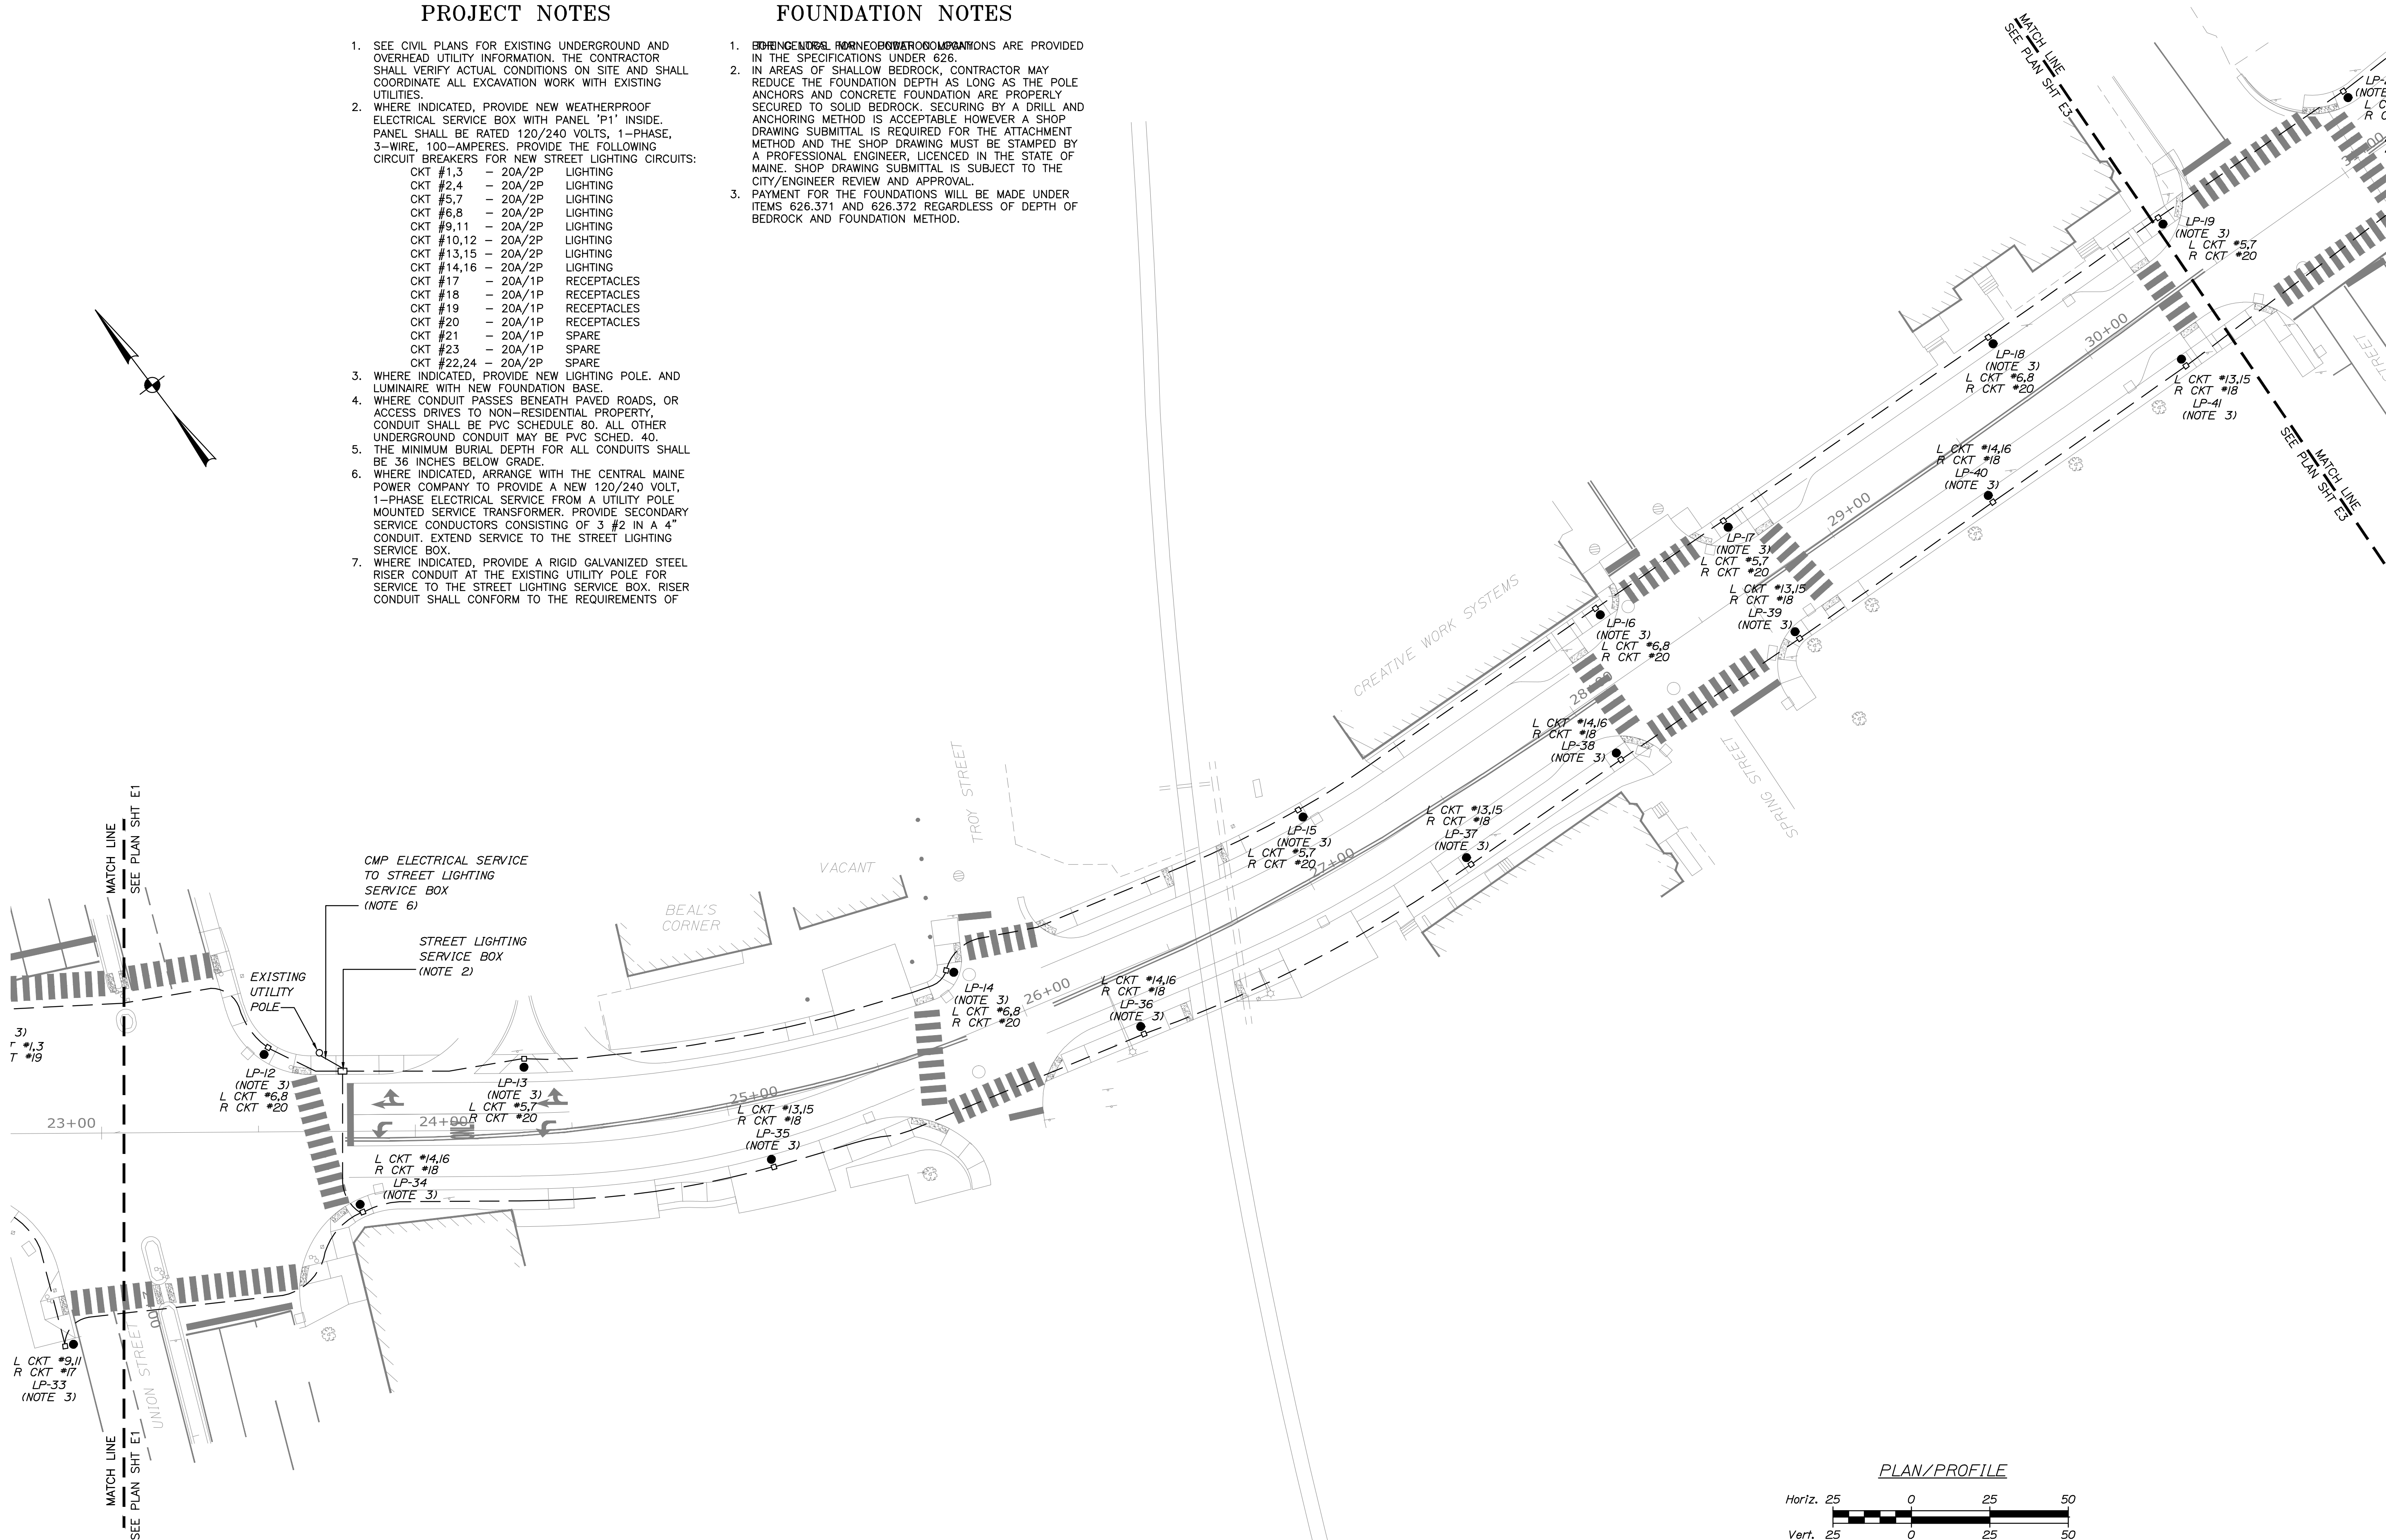 PROJECT NOTES
1. SEE CIVIL PLANS FOR EXISTING UNDERGROUND AND
OVERHEAD UTILITY INFORMATION. THE CONTRACTOR
SHALL VERIFY ACTUAL CONDITIONS ON SITE AND SHALL
COORDINATE ALL EXCAVATION WORK WITH EXISTING
UTILITIES.
2. WHERE INDICATED, PROVIDE NEW WEATHERPROOF
ELECTRICAL SERVICE BOX WITH PANEL 'P1' INSIDE.
PANEL SHALL BE RATED 120/240 VOLTS, 1-PHASE,
3-WIRE, 100-AMPERES. PROVIDE THE FOLLOWING
CIRCUIT BREAKERS FOR NEW STREET LIGHTING CIRCUITS:
CKT #1,3 - 20A/2P LIGHTING
CKT #2,4 - 20A/2P LIGHTING
CKT #5,7 - 20A/2P LIGHTING
CKT #6,8 - 20A/2P LIGHTING
CKT #9,11 - 20A/2P LIGHTING
CKT #10,12 - 20A/2P LIGHTING
CKT #13,15 - 20A/2P LIGHTING
CKT #14,16 - 20A/2P LIGHTING
CKT #17 - 20A/1P RECEPTACLES
CKT #18 - 20A/1P RECEPTACLES
CKT #19 - 20A/1P RECEPTACLES
CKT #20 - 20A/1P RECEPTACLES
CKT #21 - 20A/1P SPARE
CKT #23 - 20A/1P SPARE
CKT #22,24 - 20A/2P SPARE
3. WHERE INDICATED, PROVIDE NEW LIGHTING POLE. AND
LUMINAIRE WITH NEW FOUNDATION BASE.
4. WHERE CONDUIT PASSES BENEATH PAVED ROADS, OR
ACCESS DRIVES TO NON-RESIDENTIAL PROPERTY,
CONDUIT SHALL BE PVC SCHEDULE 80. ALL OTHER
UNDERGROUND CONDUIT MAY BE PVC SCHED. 40.
5. THE MINIMUM BURIAL DEPTH FOR ALL CONDUITS SHALL
BE 36 INCHES BELOW GRADE.
6. WHERE INDICATED, ARRANGE WITH THE CENTRAL MAINE
POWER COMPANY TO PROVIDE A NEW 120/240 VOLT,
1-PHASE ELECTRICAL SERVICE FROM A UTILITY POLE
MOUNTED SERVICE TRANSFORMER. PROVIDE SECONDARY
SERVICE CONDUCTORS CONSISTING OF 3 #2 IN A 4"
CONDUIT. EXTEND SERVICE TO THE STREET LIGHTING
SERVICE BOX.
7. WHERE INDICATED, PROVIDE A RIGID GALVANIZED STEEL
RISER CONDUIT AT THE EXISTING UTILITY POLE FOR
SERVICE TO THE STREET LIGHTING SERVICE BOX. RISER
CONDUIT SHALL CONFORM TO THE REQUIREMENTS OF
FOUNDATION NOTES
1. ARE PROVIDED
IN THE SPECIFICATIONS UNDER 626.
2. IN AREAS OF SHALLOW BEDROCK, CONTRACTOR MAY
REDUCE THE FOUNDATION DEPTH AS LONG AS THE POLE
ANCHORS AND CONCRETE FOUNDATION ARE PROPERLY
SECURED TO SOLID BEDROCK. SECURING BY A DRILL AND
ANCHORING METHOD IS ACCEPTABLE HOWEVER A SHOP
DRAWING SUBMITTAL IS REQUIRED FOR THE ATTACHMENT
METHOD AND THE SHOP DRAWING MUST BE STAMPED BY
A PROFESSIONAL ENGINEER, LICENCED IN THE STATE OF
MAINE. SHOP DRAWING SUBMITTAL IS SUBJECT TO THE
CITY/ENGINEER REVIEW AND APPROVAL.
3. PAYMENT FOR THE FOUNDATIONS WILL BE MADE UNDER
ITEMS 626.371 AND 626.372 REGARDLESS OF DEPTH OF
BEDROCK AND FOUNDATION METHOD.
MATCH LINE
SEE PLAN SHT E3
LP-19
(NOTE 3)
L CKT #5,7
R CKT #20
30+00
LP-18
(NOTE 3)
L CKT #6,8
R CKT #20
L CKT #13,15
R CKT #18
LP-41
(NOTE 3)
STREET
MATCH LINE
SEE PLAN SHT E3
L CKT #14,16
R CKT #18
LP-40
(NOTE 3)
29+00
LP-17
(NOTE 3)
L CKT #5,7
R CKT #20
L CKT #13,15
R CKT #18
LP-39
(NOTE 3)
CREATIVE WORK SYSTEMS
LP-16
(NOTE 3)
L CKT #6,8
R CKT #20
28+00
L CKT #14,16
R CKT #18
LP-38
(NOTE 3)
SPRING STREET
LP-15
(NOTE 3)
L CKT #5,7
R CKT #20
27+00
L CKT #13,15
R CKT #18
LP-37
(NOTE 3)
TROY STREET
VACANT
BEAL'S
CORNER
MATCH LINE
SEE PLAN SHT E1
CMP ELECTRICAL SERVICE
TO STREET LIGHTING
SERVICE BOX
(NOTE 6)
STREET LIGHTING
SERVICE BOX
(NOTE 2)
EXISTING
UTILITY
POLE
LP-14
(NOTE 3)
L CKT #6,8
R CKT #20
26+00
L CKT #14,16
R CKT #18
LP-36
(NOTE 3)
3)
#1,3
#19
LP-12
(NOTE 3)
L CKT #6,8
R CKT #20
LP-13
(NOTE 3)
L CKT #5,7
R CKT #20
23+00
24+00
25+00
L CKT #13,15
R CKT #18
LP-35
(NOTE 3)
L CKT #14,16
R CKT #18
LP-34
(NOTE 3)
L CKT #9,11
R CKT #17
LP-33
(NOTE 3)
UNION STREET
MATCH LINE
SEE PLAN SHT E1
PLAN/PROFILE
Horiz. 25 0 25 50
Vert. 25 0 25 50